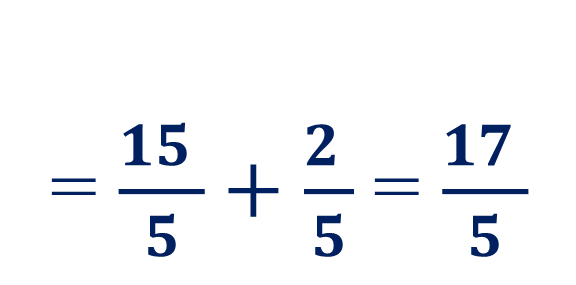 = 15/5 + 2/5 = 17/5